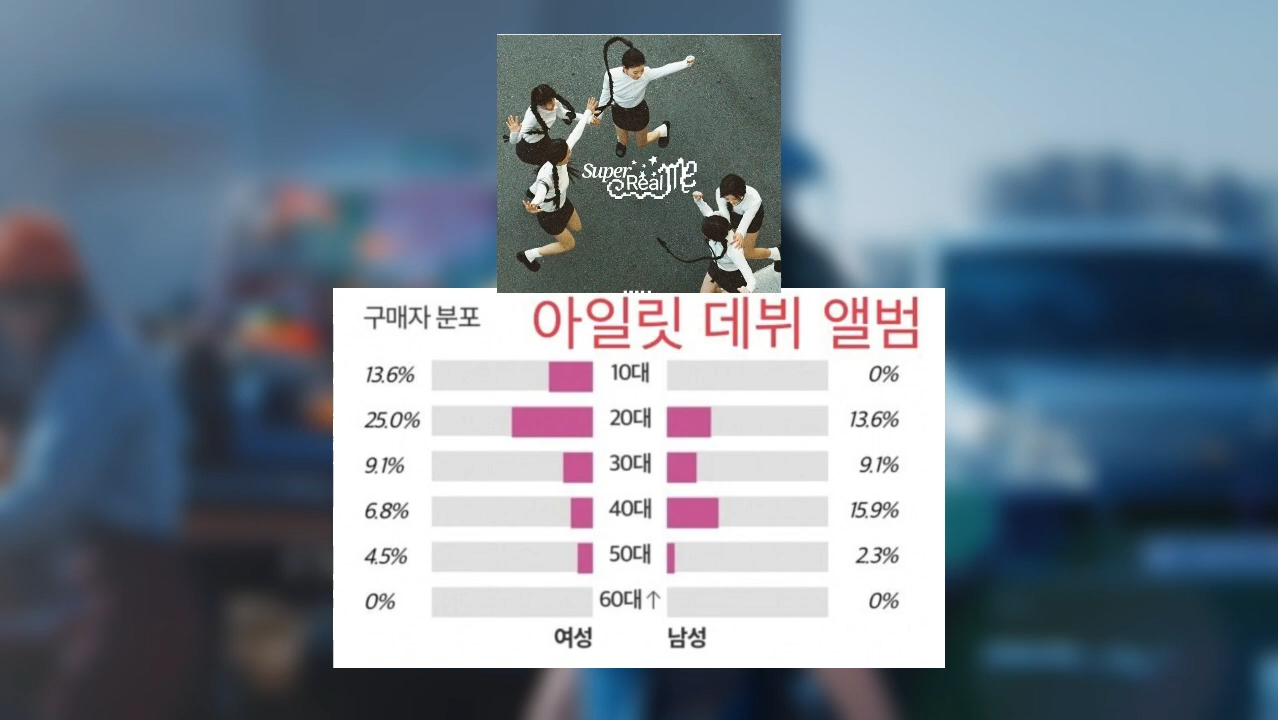 Super
Real Me
구매자 분포
아일릿 데뷔 앨범
13.6% 10대 0%
25.0% 20대 13.6%
9.1% 30대 9.1%
6.8% 40대 15.9%
4.5% 50대 2.3%
0% 60대↑ 0%
여성 남성